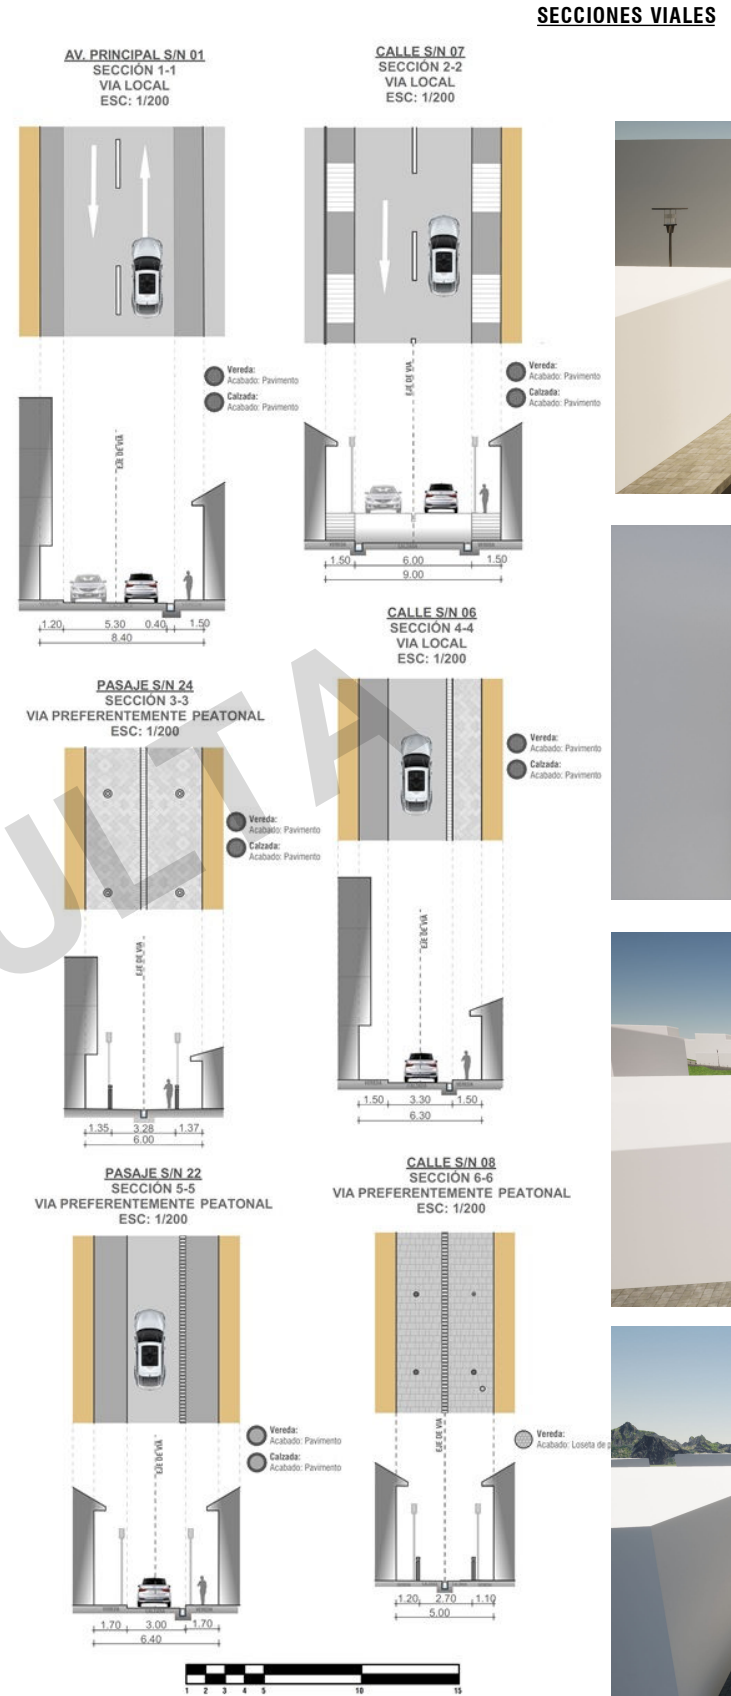 SECCIONES VIALES
AV. PRINCIPAL S/N 01
SECCIÓN 1-1
VIA LOCAL
ESC: 1/200
Vereda:
Acabado: Pavimento
Calzada:
Acabado: Pavimento
EJE DE VIA
1.20 5.30 0.40 1.50
8.40
CALLE S/N 07
SECCIÓN 2-2
VIA LOCAL
ESC: 1/200
EJE DE VIA
Vereda:
Acabado: Pavimento
Calzada:
Acabado: Pavimento
1.50 6.00 1.50
9.00
PASAJE S/N 24
SECCIÓN 3-3
VIA PREFERENTEMENTE PEATONAL
ESC: 1/200
Vereda:
Acabado: Pavimento
Calzada:
Acabado: Pavimento
EJE DE VIA
1.35 3.28 1.37
6.00
CALLE S/N 06
SECCIÓN 4-4
VIA LOCAL
ESC: 1/200
Vereda:
Acabado: Pavimento
Calzada:
Acabado: Pavimento
EJE DE VIA
VEREDA VEREDA
1.50 3.30 1.50
6.30
PASAJE S/N 22
SECCIÓN 5-5
VIA PREFERENTEMENTE PEATONAL
ESC: 1/200
Vereda:
Acabado: Pavimento
Calzada:
Acabado: Pavimento
EJE DE VIA
VEREDA CALZADA VEREDA
1.70 3.00 1.70
6.40
CALLE S/N 08
SECCIÓN 6-6
VIA PREFERENTEMENTE PEATONAL
ESC: 1/200
EJE DE VIA
Vereda:
Acabado: Loseta de p
1.20 2.70 1.10
5.00
1 2 3 4 5 10 15
ULTA